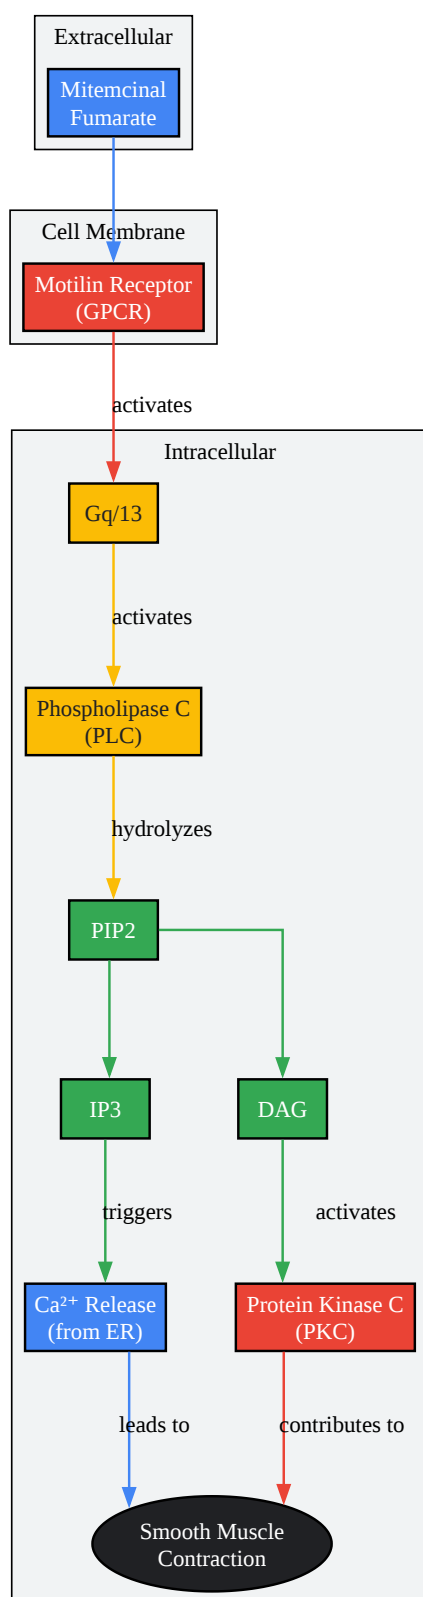 Extracellular
Mitemcinal
Fumarate
Cell Membrane
Motilin Receptor
(GPCR)
activates
Intracellular
Gq/13
activates
Phospholipase C
(PLC)
hydrolyzes
PIP2
IP3
DAG
triggers
activates
Ca²⁺ Release
(from ER)
Protein Kinase C
(PKC)
leads to
contributes to
Smooth Muscle
Contraction